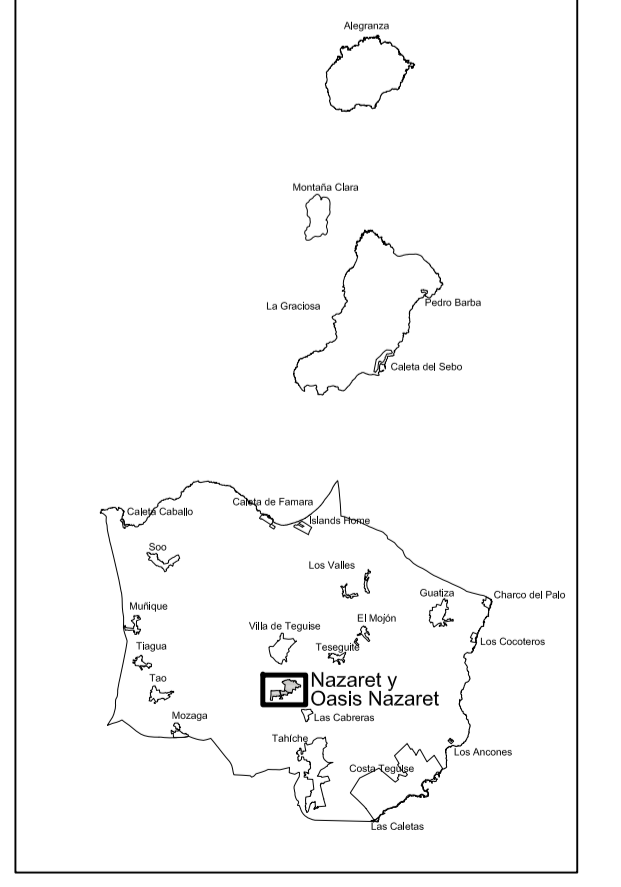 Alegranza
Montaña Clara
La Graciosa
Pedro Barba
Caleta del Sebo
Caleta de Famara
Caleta Caballo
Islands Home
Soo
Los Valles
Guatiza
Charco del Palo
Muñique
El Mojón
Villa de Teguise
Los Cocoteros
Tiagua
Teseguite
Tao
Nazaret y
Oasis Nazaret
Mozaga
Las Cabreras
Tahíche
Los Ancones
Costa Teguise
Las Caletas